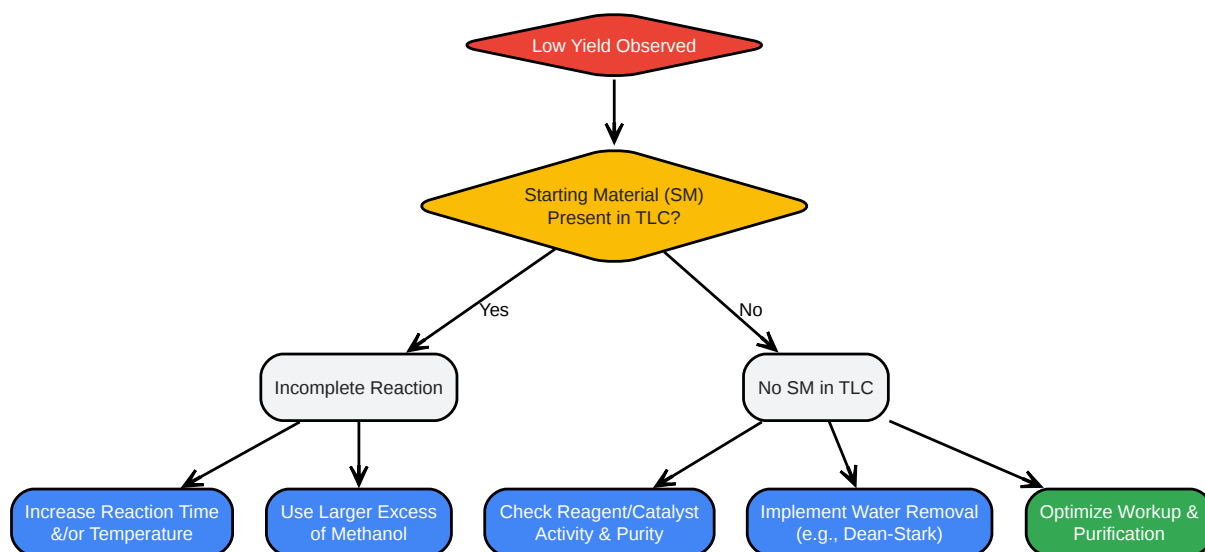 Low Yield Observed
Starting Material (SM)
Present in TLC?
Yes
No
Incomplete Reaction
No SM in TLC
Increase Reaction Time
&/or Temperature
Use Larger Excess
of Methanol
Check Reagent/Catalyst
Activity & Purity
Implement Water Removal
(e.g., Dean-Stark)
Optimize Workup &
Purification